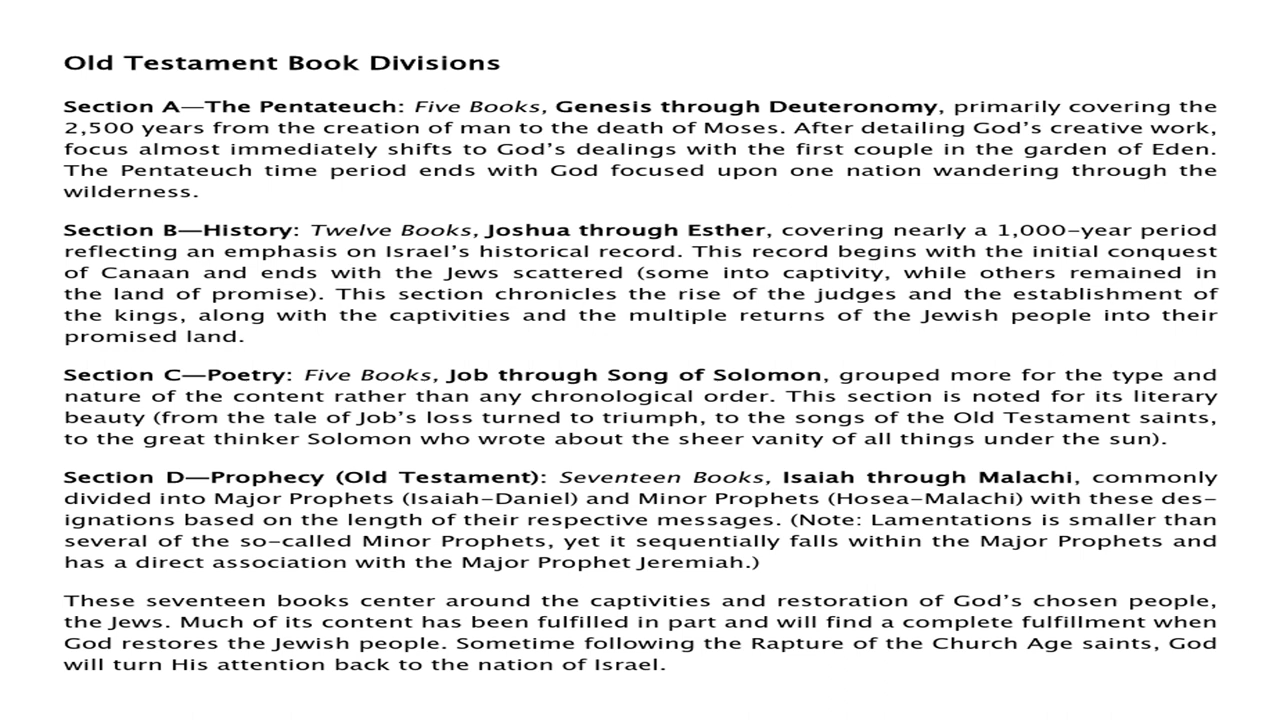 Old Testament Book Divisions
Section A—The Pentateuch: Five Books, Genesis through Deuteronomy, primarily covering the
2,500 years from the creation of man to the death of Moses. After detailing God's creative work,
focus almost immediately shifts to God's dealings with the first couple in the garden of Eden.
The Pentateuch time period ends with God focused upon one nation wandering through the
wilderness.
Section B—History: Twelve Books, Joshua through Esther, covering nearly a 1,000-year period
reflecting an emphasis on Israel's historical record. This record begins with the initial conquest
of Canaan and ends with the Jews scattered (some into captivity, while others remained in
the land of promise). This section chronicles the rise of the judges and the establishment of
the kings, along with the captivities and the multiple returns of the Jewish people into their
promised land.
Section C—Poetry: Five Books, Job through Song of Solomon, grouped more for the type and
nature of the content rather than any chronological order. This section is noted for its literary
beauty (from the tale of Job's loss turned to triumph, to the songs of the Old Testament saints,
to the great thinker Solomon who wrote about the sheer vanity of all things under the sun).
Section D—Prophecy (Old Testament): Seventeen Books, Isaiah through Malachi, commonly
divided into Major Prophets (Isaiah-Daniel) and Minor Prophets (Hosea-Malachi) with these des-
ignations based on the length of their respective messages. (Note: Lamentations is smaller than
several of the so-called Minor Prophets, yet it sequentially falls within the Major Prophets and
has a direct association with the Major Prophet Jeremiah.)
These seventeen books center around the captivities and restoration of God's chosen people,
the Jews. Much of its content has been fulfilled in part and will find a complete fulfillment when
God restores the Jewish people. Sometime following the Rapture of the Church Age saints, God
will turn His attention back to the nation of Israel.